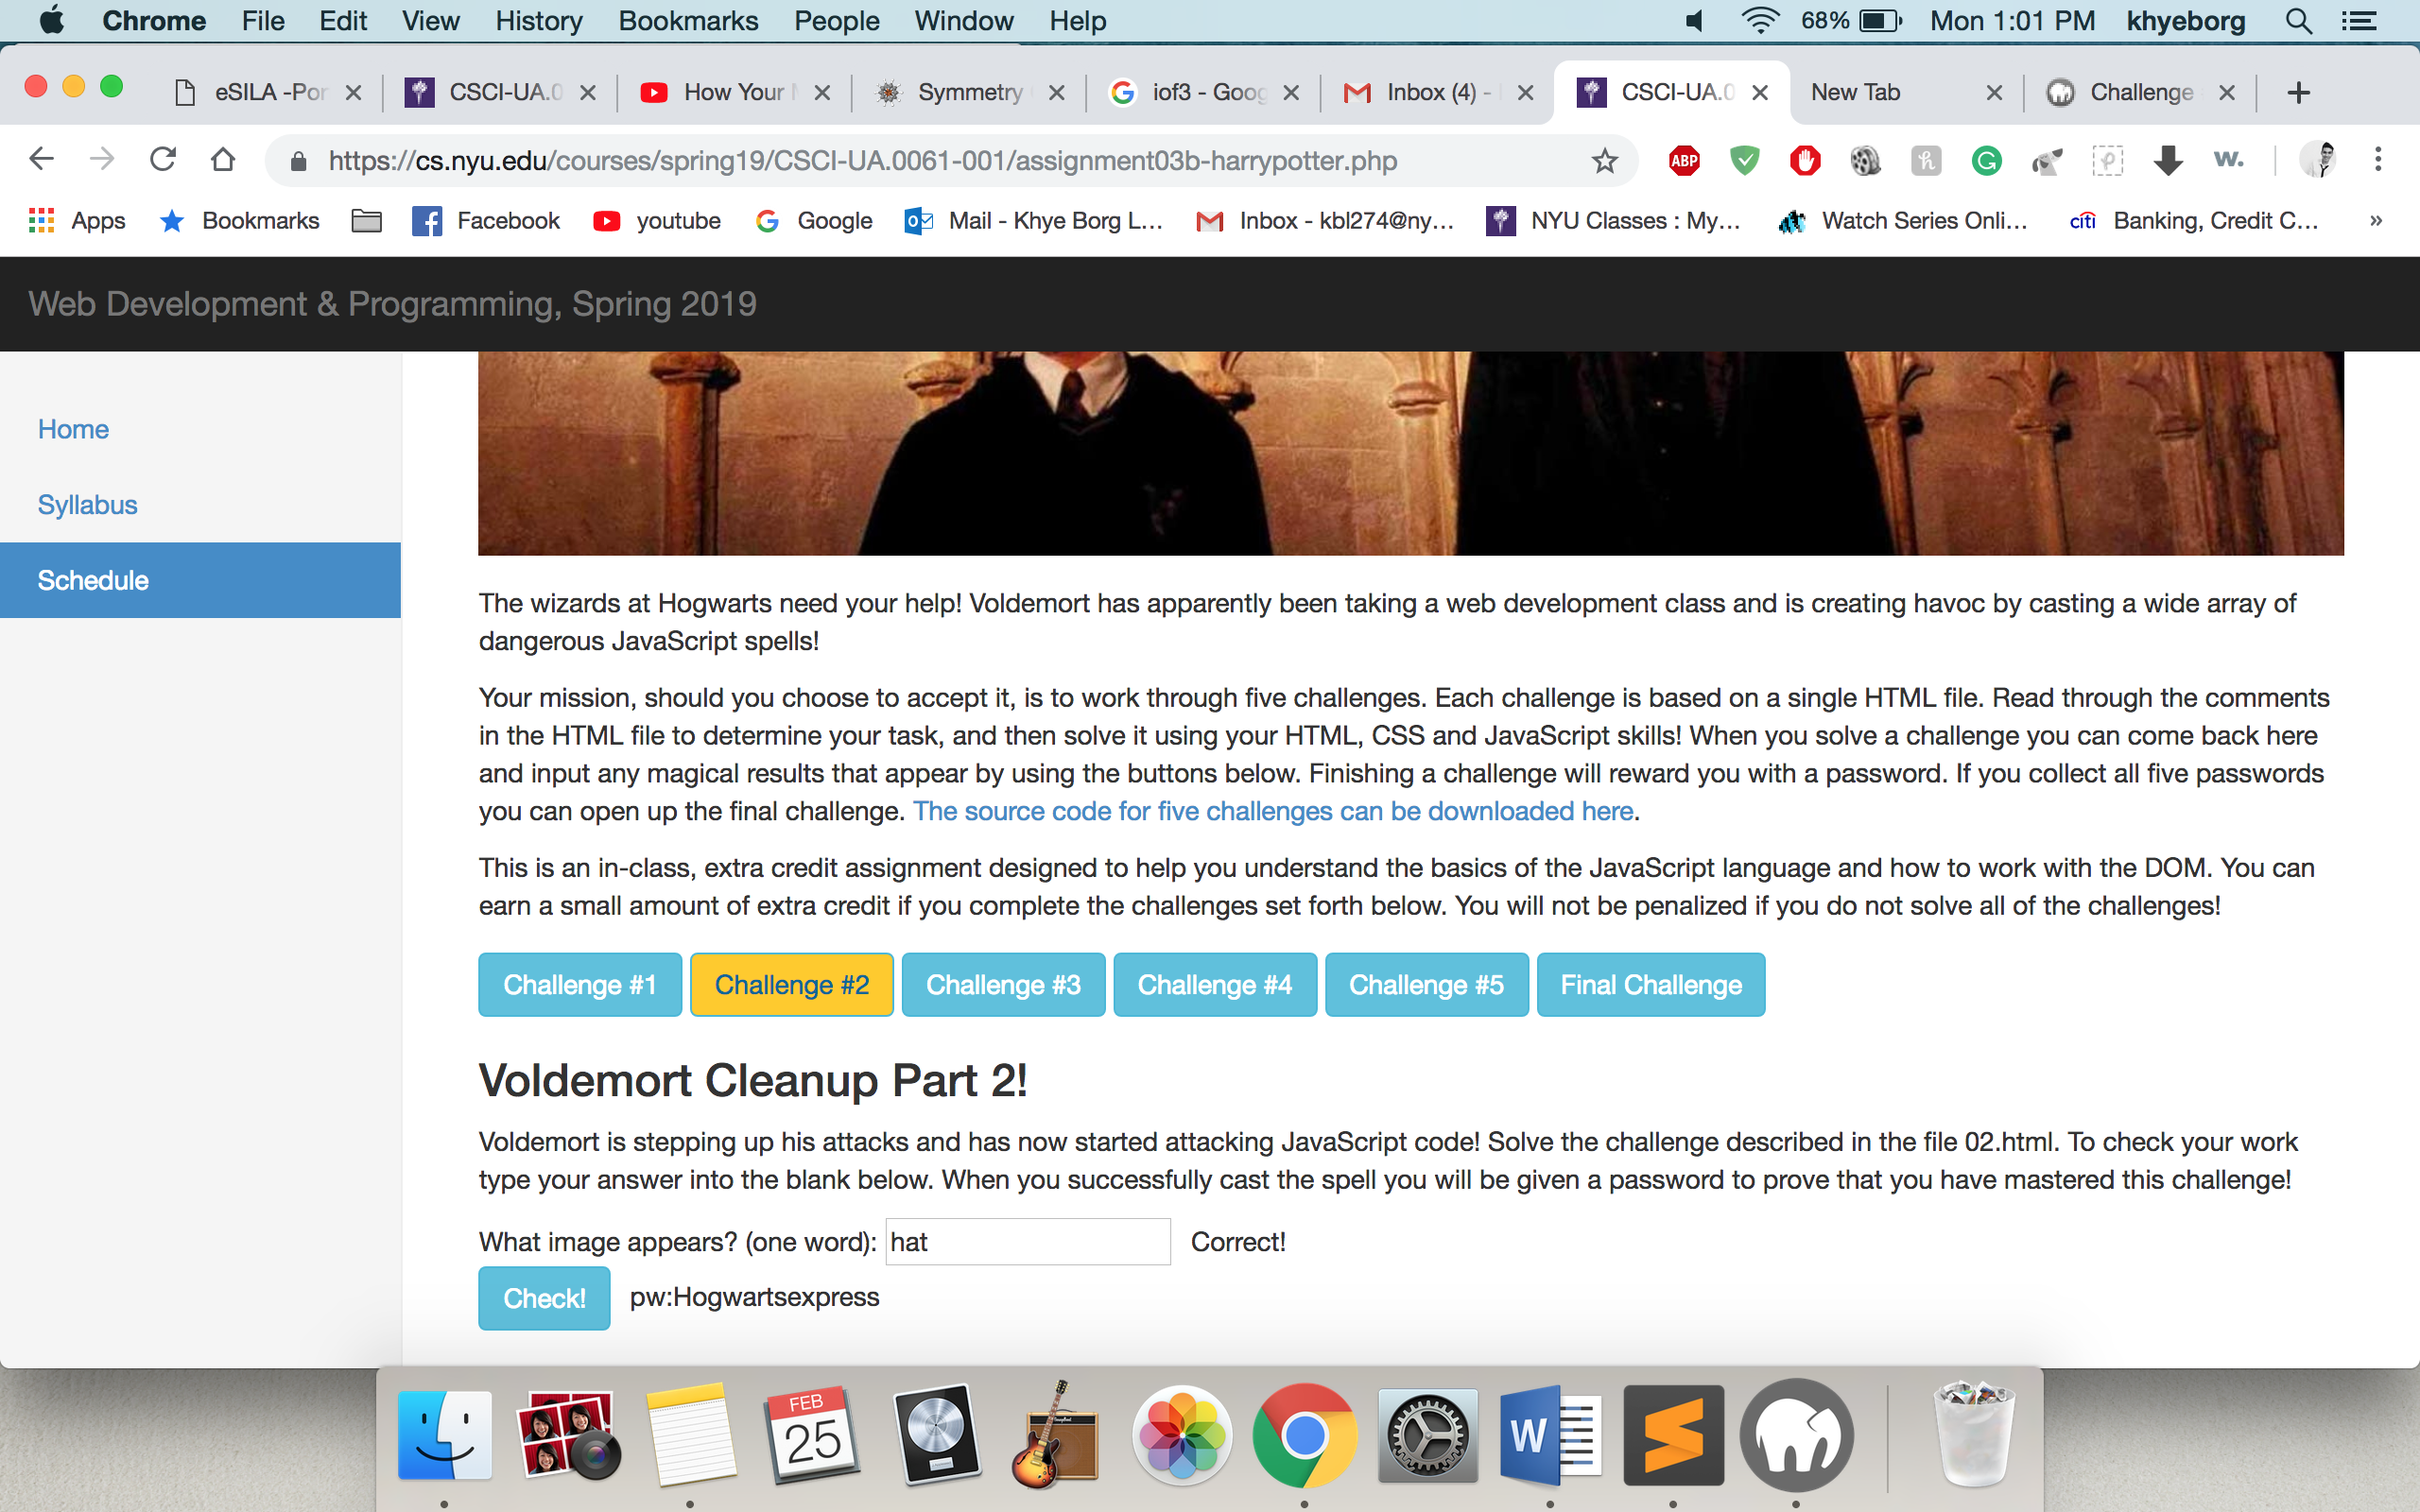 Chrome File Edit View History Bookmarks People Window Help 68% Mon 1:01 PM khyeborg
eSILA -Por CSCI-UA.0 How Your Symmetry iof3 - Goog Inbox (4) - CSCI-UA.0 New Tab Challenge
https://cs.nyu.edu/courses/spring19/CSCI-UA.0061-001/assignment03b-harrypotter.php ABP h G p w.
Apps Bookmarks Facebook youtube Google Mail - Khye Borg L... Inbox - kbl274@ny... NYU Classes : My... Watch Series Onli... citi Banking, Credit C... »
Web Development & Programming, Spring 2019
Home
Syllabus
Schedule
The wizards at Hogwarts need your help! Voldemort has apparently been taking a web development class and is creating havoc by casting a wide array of
dangerous JavaScript spells!
Your mission, should you choose to accept it, is to work through five challenges. Each challenge is based on a single HTML file. Read through the comments
in the HTML file to determine your task, and then solve it using your HTML, CSS and JavaScript skills! When you solve a challenge you can come back here
and input any magical results that appear by using the buttons below. Finishing a challenge will reward you with a password. If you collect all five passwords
you can open up the final challenge. The source code for five challenges can be downloaded here.
This is an in-class, extra credit assignment designed to help you understand the basics of the JavaScript language and how to work with the DOM. You can
earn a small amount of extra credit if you complete the challenges set forth below. You will not be penalized if you do not solve all of the challenges!
Challenge #1 Challenge #2 Challenge #3 Challenge #4 Challenge #5 Final Challenge
Voldemort Cleanup Part 2!
Voldemort is stepping up his attacks and has now started attacking JavaScript code! Solve the challenge described in the file 02.html. To check your work
type your answer into the blank below. When you successfully cast the spell you will be given a password to prove that you have mastered this challenge!
What image appears? (one word): hat Correct!
Check! pw:Hogwartsexpress
FEB
25
W